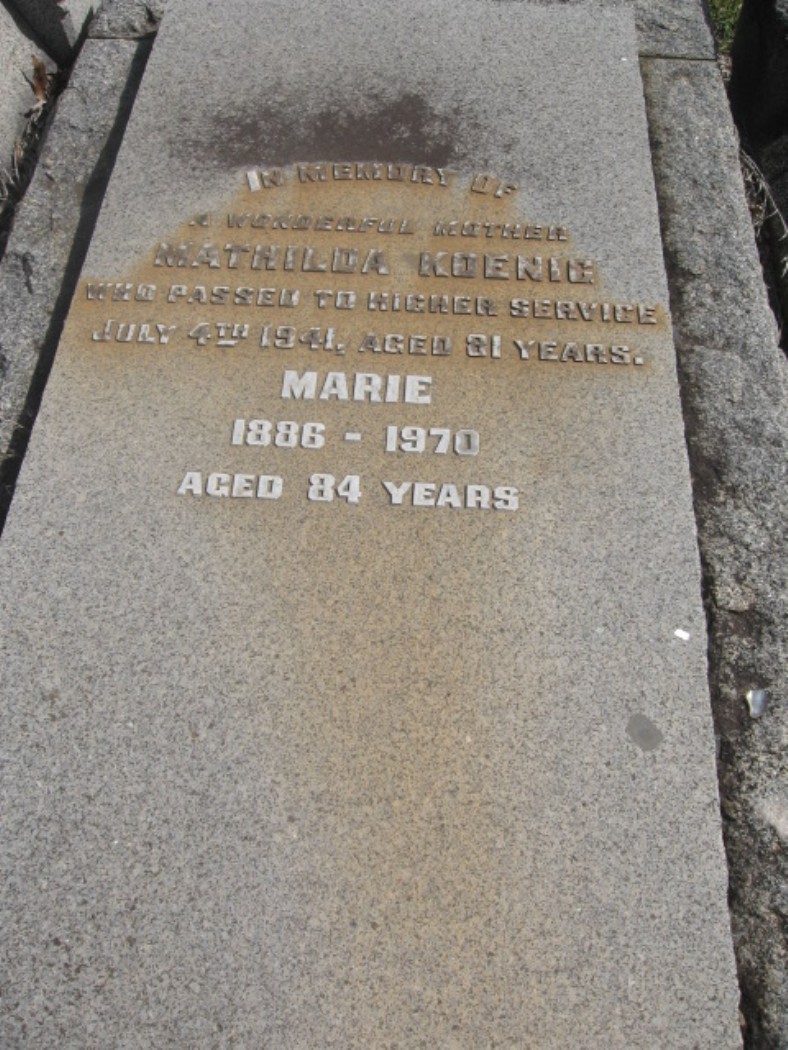 IN MEMORY OF
A WONDERFUL MOTHER
MATHILDA KOENIG
WHO PASSED TO HIGHER SERVICE
JULY 4TH 1941, AGED 81 YEARS.
MARIE
1886 - 1970
AGED 84 YEARS